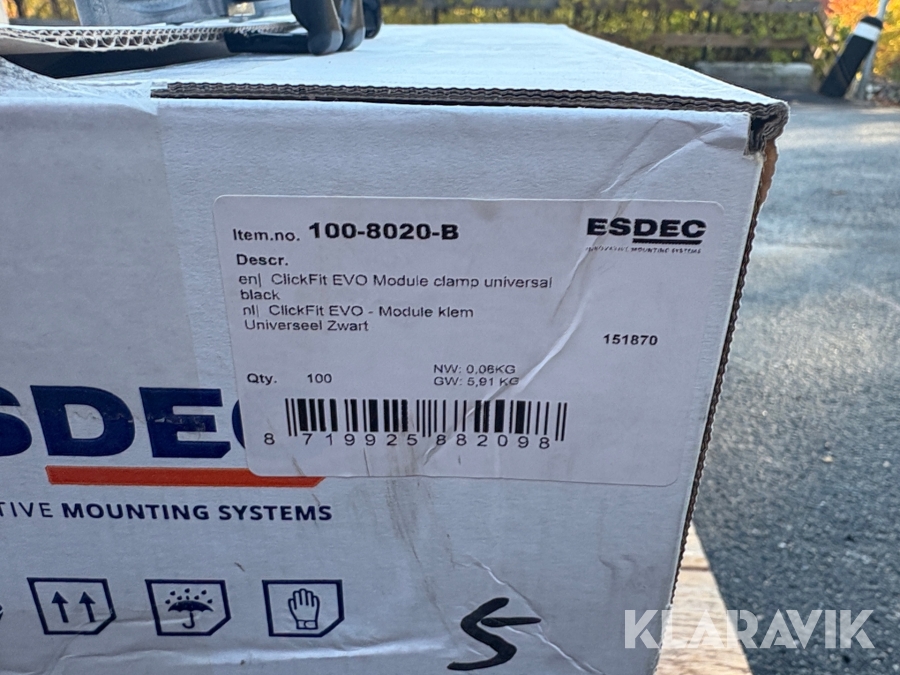 Item.no. 100-8020-B
ESDEC
INNOVATIVE MOUNTING SYSTEMS
Descr.
en| ClickFit EVO Module clamp universal
black
nl| ClickFit EVO - Module klem
Universeel Zwart
151870
Qty. 100
NW: 0,06KG
GW: 5,91 KG
8 719925 882098
SDEC
TIVE MOUNTING SYSTEMS
5
KLARAVIK